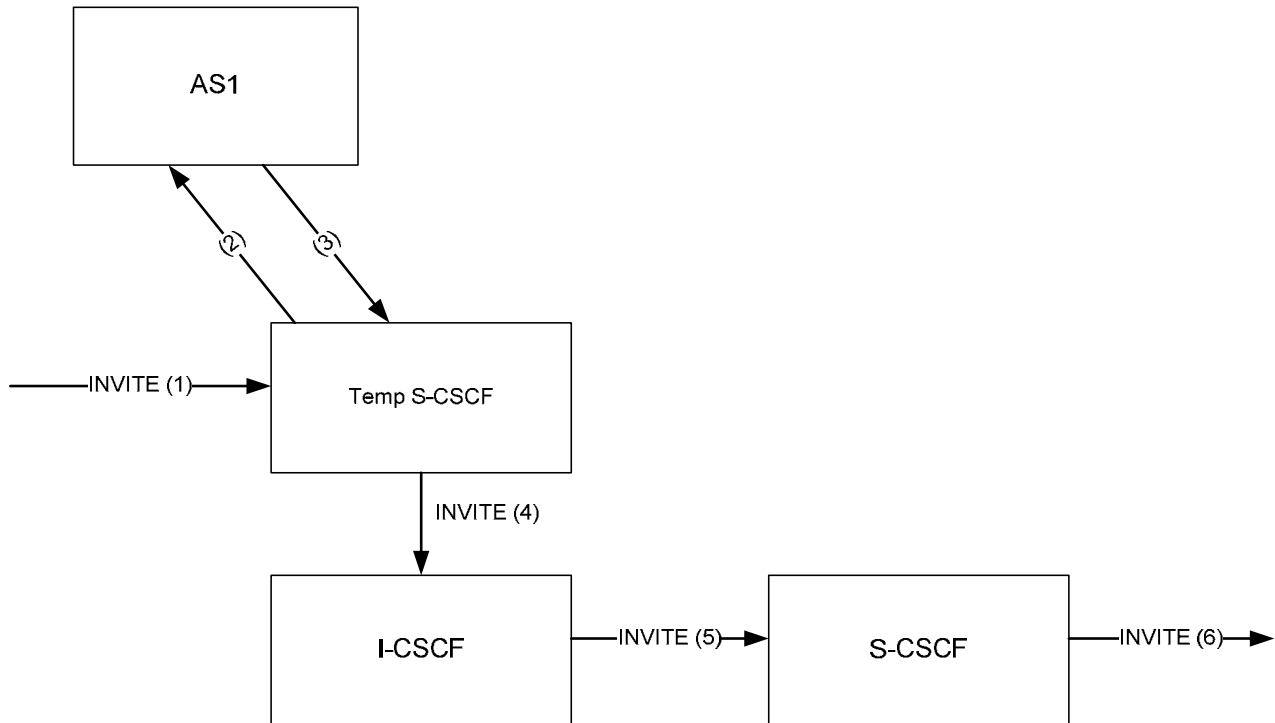 AS1
(2)
(3)
INVITE (1)
Temp S-CSCF
INVITE (4)
I-CSCF
INVITE (5)
S-CSCF
INVITE (6)